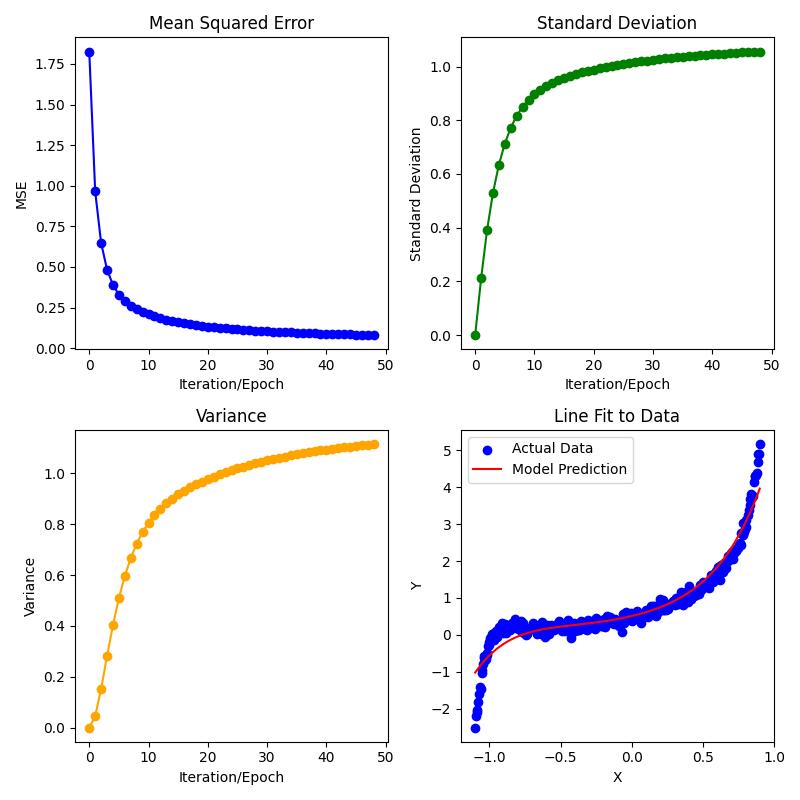 Mean Squared Error
MSE
1.75
1.50
1.25
1.00
0.75
0.50
0.25
0.00
0 10 20 30 40 50
Iteration/Epoch
Standard Deviation
Standard Deviation
1.0
0.8
0.6
0.4
0.2
0.0
0 10 20 30 40 50
Iteration/Epoch
Variance
Variance
1.0
0.8
0.6
0.4
0.2
0.0
0 10 20 30 40 50
Iteration/Epoch
Line Fit to Data
Actual Data
Model Prediction
Y
5
4
3
2
1
0
−1
−2
−1.0 −0.5 0.0 0.5 1.0
X